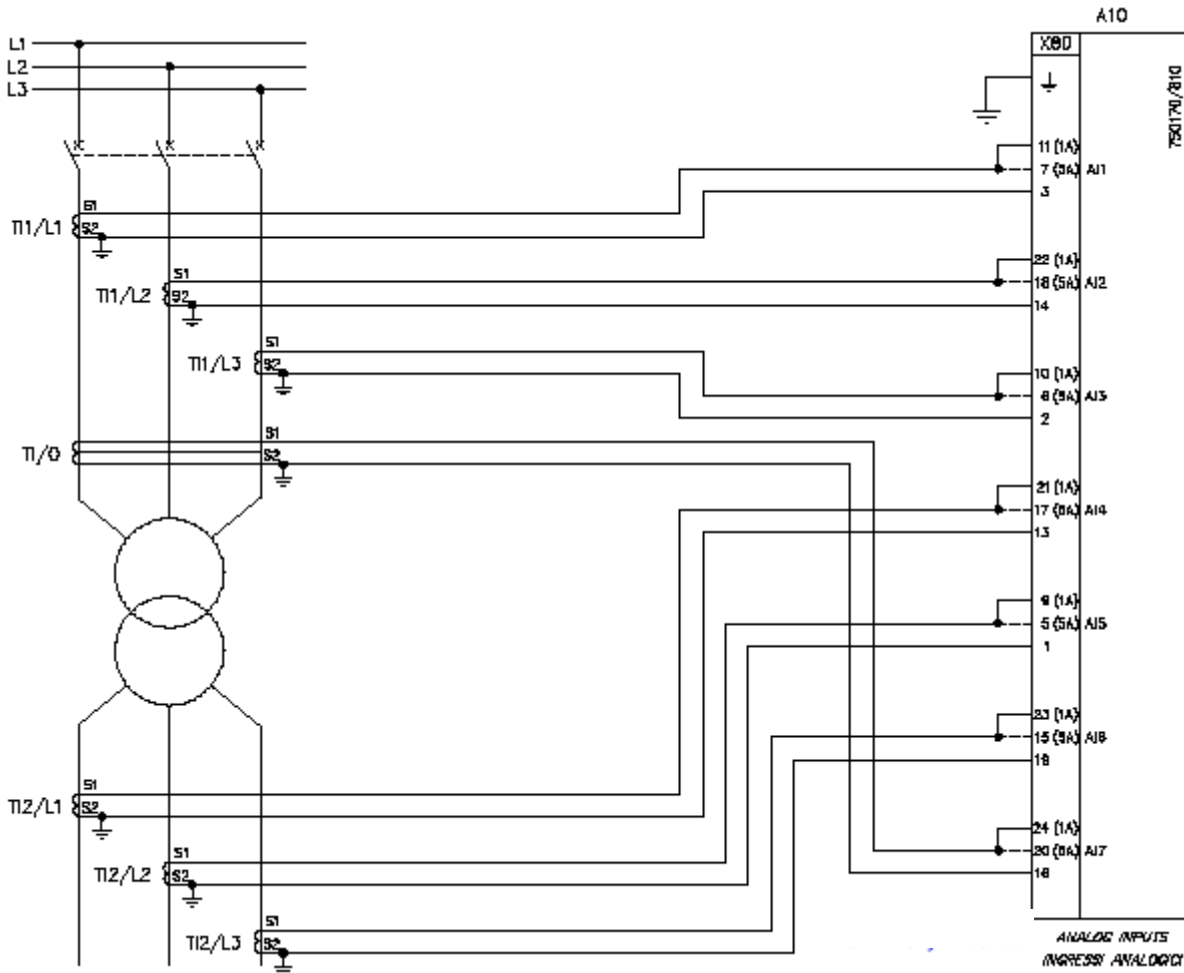 A10
L1
L2
L3
X80
11 (1A)
7 (5A) AI1
3
S1
TI1/L1 S2
22 (1A)
S1
18 (5A) AI2
TI1/L2 S2
14
S1
TI1/L3 S2
10 (1A)
6 (5A) AI3
2
S1
TI/O S2
21 (1A)
17 (5A) AI4
13
9 (1A)
5 (5A) AI5
1
23 (1A)
15 (5A) AI6
19
S1
TI2/L1 S2
24 (1A)
20 (5A) AI7
16
S1
TI2/L2 S2
S1
TI2/L3 S2
ANALOG INPUTS
INGRESSI ANALOGICI